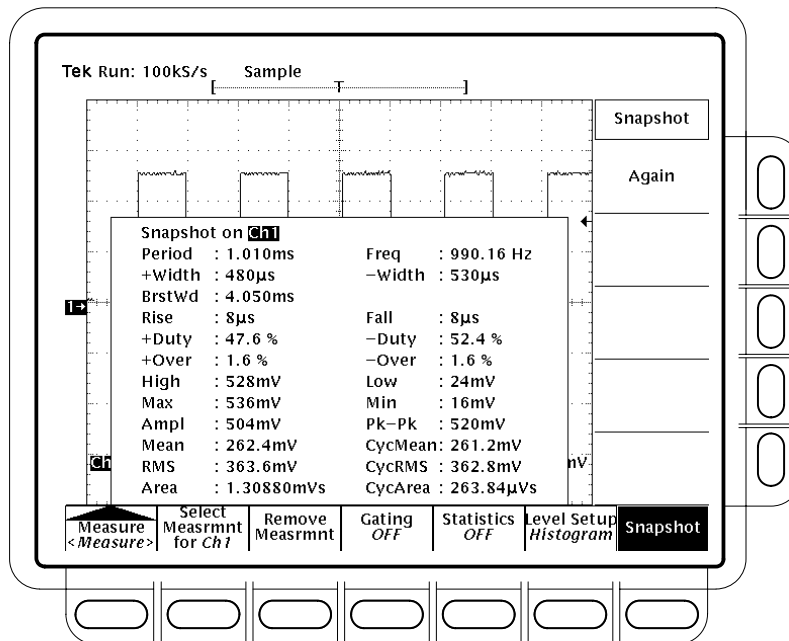 Tek Run: 100kS/s Sample
T
Snapshot
Again
Snapshot on Ch1
Period : 1.010ms Freq : 990.16 Hz
+Width : 480µs −Width : 530µs
BrstWd : 4.050ms
1→
Rise : 8µs Fall : 8µs
+Duty : 47.6 % −Duty : 52.4 %
+Over : 1.6 % −Over : 1.6 %
High : 528mV Low : 24mV
Max : 536mV Min : 16mV
Ampl : 504mV Pk−Pk : 520mV
Mean : 262.4mV CycMean: 261.2mV
Ch
RMS : 363.6mV CycRMS : 362.8mV
mV
Area : 1.30880mVs CycArea : 263.84µVs
Measure
<Measure>
Select
Measrmnt
for Ch1
Remove
Measrmnt
Gating
OFF
Statistics
OFF
Level Setup
Histogram
Snapshot